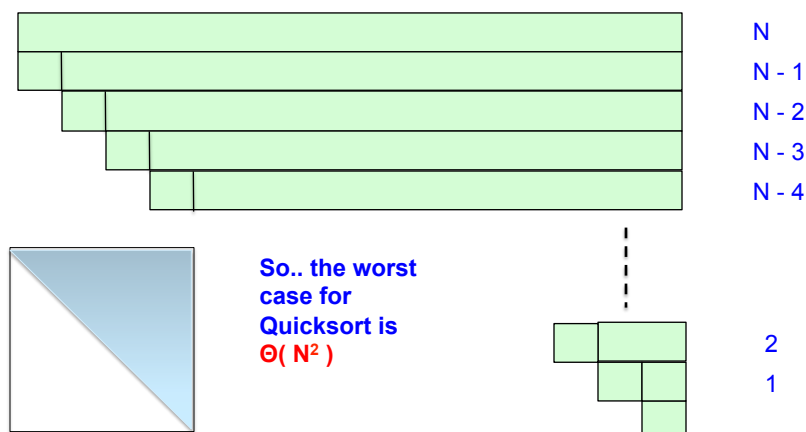 N
N - 1
N - 2
N - 3
N - 4
So.. the worst
case for
Quicksort is
Θ( N² )
2
1